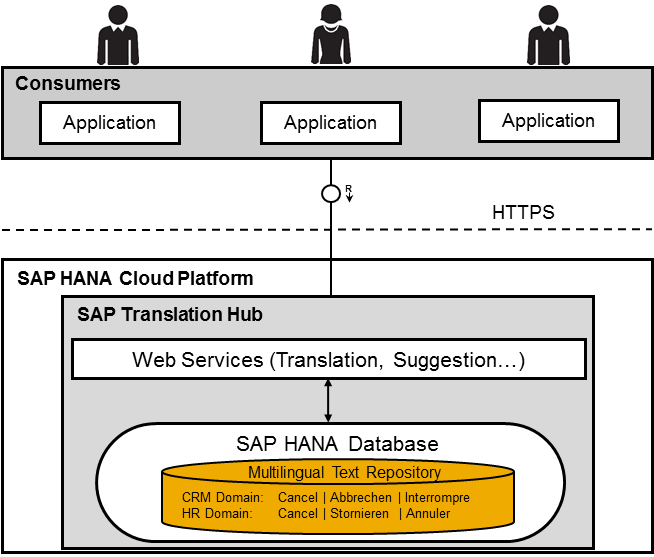 Consumers
Application
Application
Application
R
HTTPS
SAP HANA Cloud Platform
SAP Translation Hub
Web Services (Translation, Suggestion…)
SAP HANA Database
Multilingual Text Repository
CRM Domain: Cancel | Abbrechen | Interrompre
HR Domain: Cancel | Stornieren | Annuler